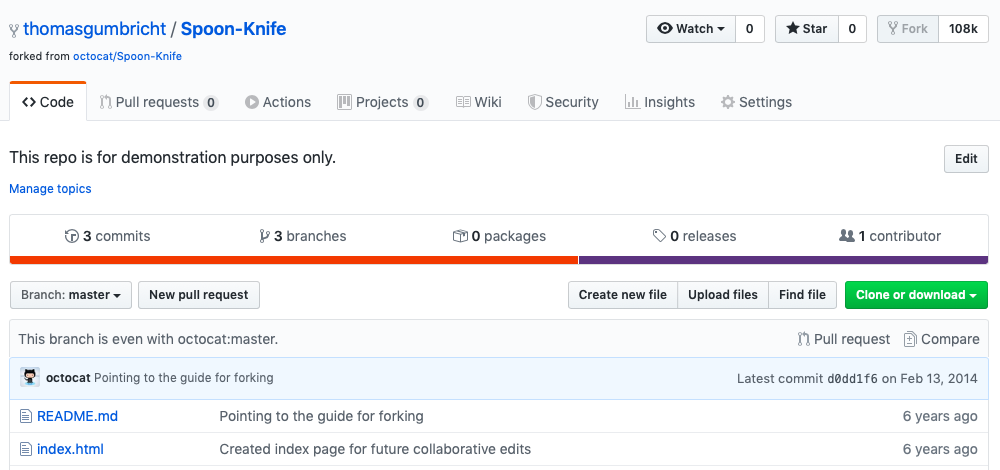 thomasgumbricht / Spoon-Knife
Watch 0 Star 0 Fork 108k
forked from octocat/Spoon-Knife
Code Pull requests 0 Actions Projects 0 Wiki Security Insights Settings
This repo is for demonstration purposes only. Edit
Manage topics
3 commits 3 branches 0 packages 0 releases 1 contributor
Branch: master New pull request Create new file Upload files Find file Clone or download
This branch is even with octocat:master. Pull request Compare
octocat Pointing to the guide for forking Latest commit d0dd1f6 on Feb 13, 2014
README.md Pointing to the guide for forking 6 years ago
index.html Created index page for future collaborative edits 6 years ago